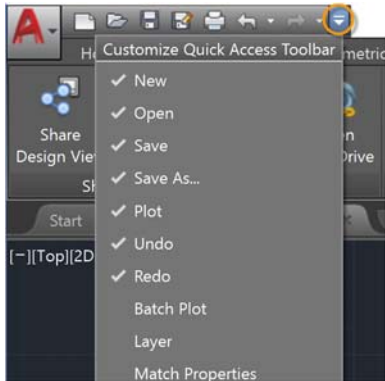 Customize Quick Access Toolbar
metric
New
Open
Share
Design Vie
Save
Save As...
Plot
Start
Undo
[−][Top][2D
Redo
Batch Plot
Layer
Match Properties